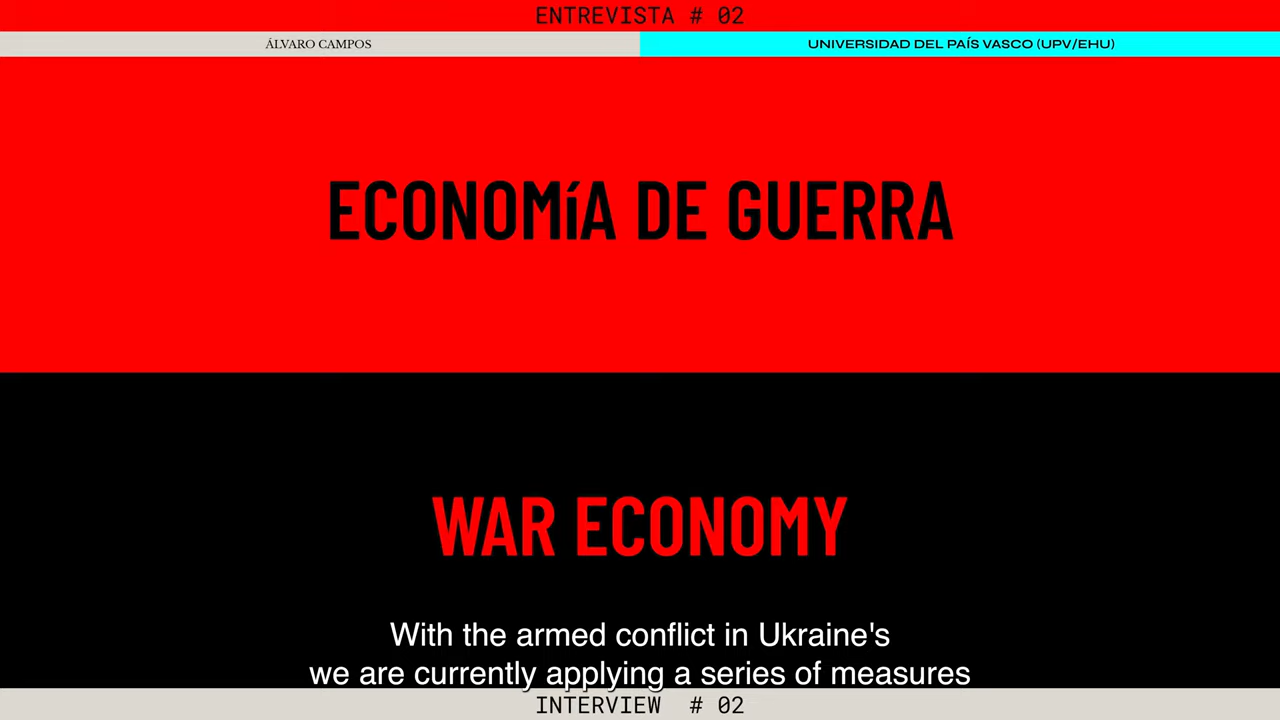 ENTREVISTA # 02
ÁLVARO CAMPOS
UNIVERSIDAD DEL PAÍS VASCO (UPV/EHU)
ECONOMíA DE GUERRA
WAR ECONOMY
With the armed conflict in Ukraine's
we are currently applying a series of measures
INTERVIEW # 02